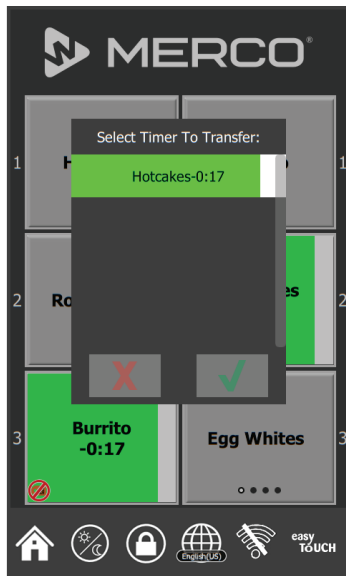 MERCO®
Select Timer To Transfer:
Hotcakes-0:17
1
1
2
2
3
Burrito
-0:17
Egg Whites
3
English(US)
easy
TOUCH